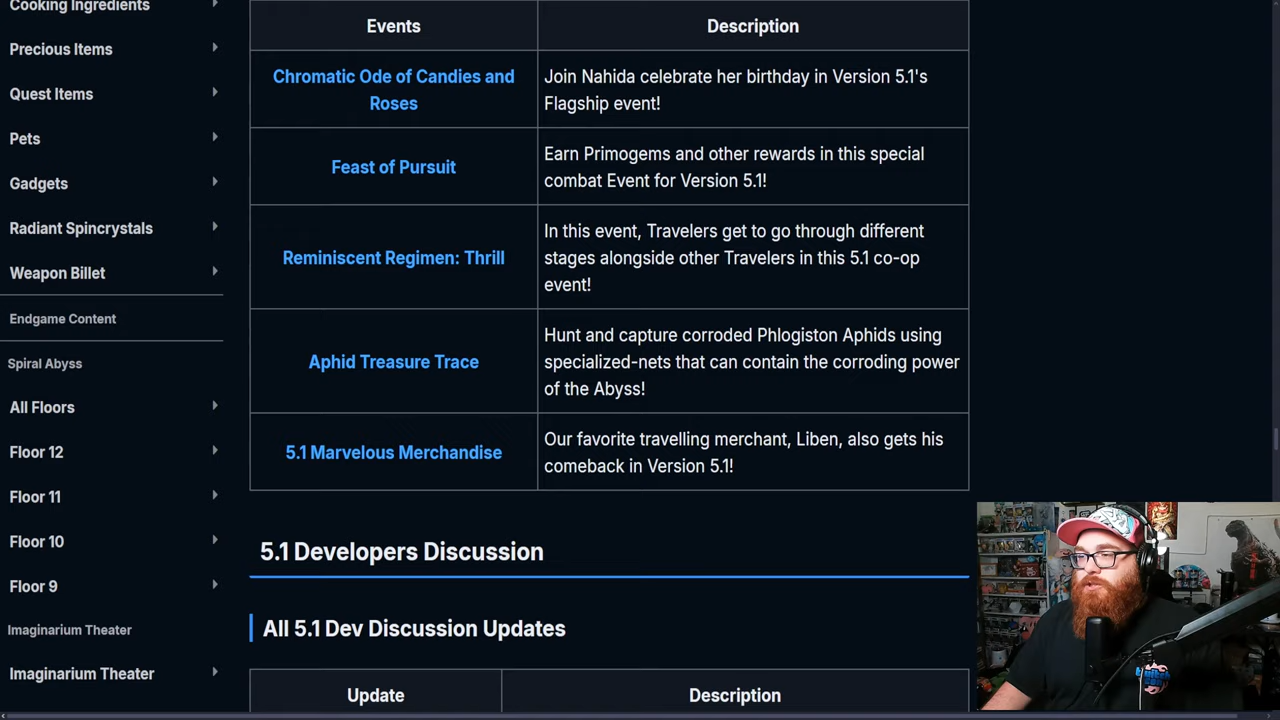 Cooking Ingredients
Precious Items
Quest Items
Pets
Gadgets
Radiant Spincrystals
Weapon Billet
Endgame Content
Spiral Abyss
All Floors
Floor 12
Floor 11
Floor 10
Floor 9
Imaginarium Theater
Imaginarium Theater
Events
Description
Chromatic Ode of Candies and
Roses
Join Nahida celebrate her birthday in Version 5.1's
Flagship event!
Feast of Pursuit
Earn Primogems and other rewards in this special
combat Event for Version 5.1!
Reminiscent Regimen: Thrill
In this event, Travelers get to go through different
stages alongside other Travelers in this 5.1 co-op
event!
Aphid Treasure Trace
Hunt and capture corroded Phlogiston Aphids using
specialized-nets that can contain the corroding power
of the Abyss!
5.1 Marvelous Merchandise
Our favorite travelling merchant, Liben, also gets his
comeback in Version 5.1!
5.1 Developers Discussion
All 5.1 Dev Discussion Updates
Update
Description